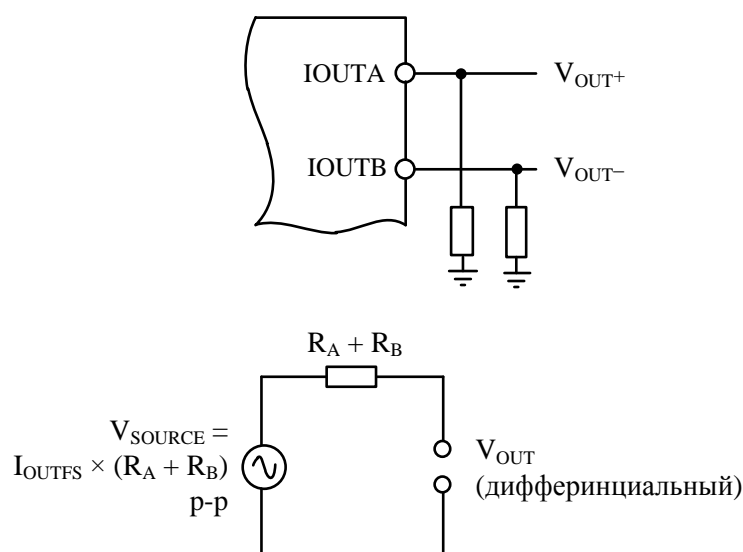 IOUTA
V_OUT+
IOUTB
V_OUT−
R_A + R_B
V_SOURCE =
I_OUTFS × (R_A + R_B)
p-p
V_OUT
(дифферинциальный)